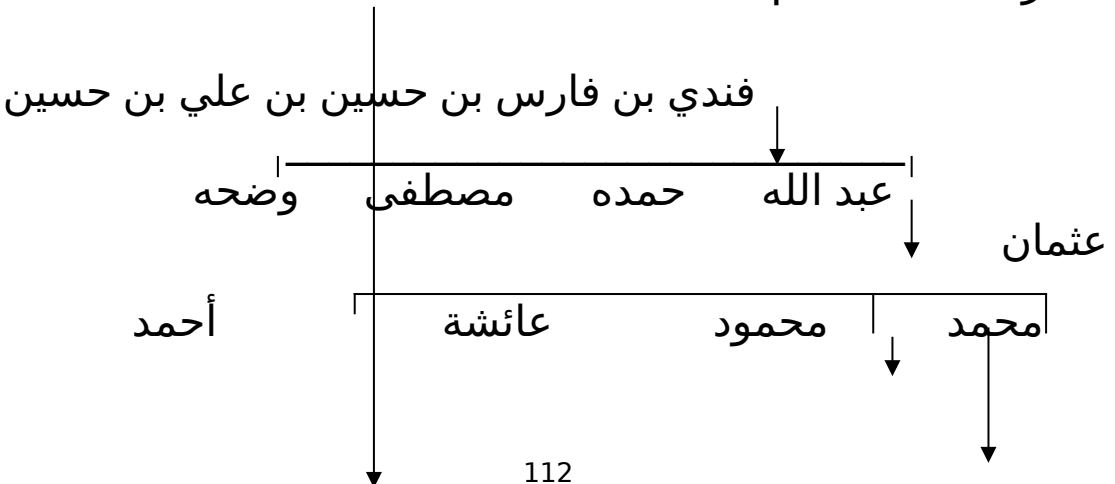 فندي بن فارس بن حسين بن علي بن حسين
عبد الله حمده مصطفى وضحه
عثمان
محمد محمود عائشة أحمد
112